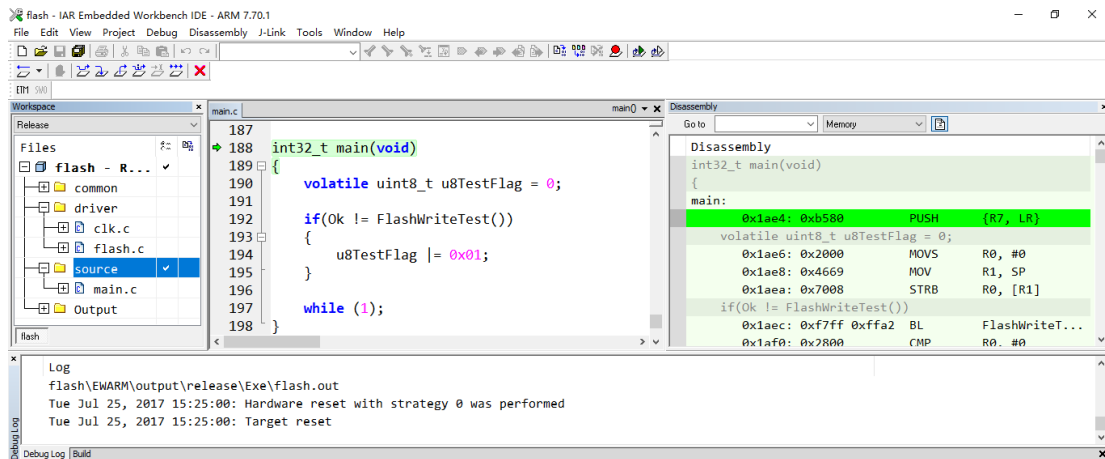 flash - IAR Embedded Workbench IDE - ARM 7.70.1
File Edit View Project Debug Disassembly J-Link Tools Window Help
ETM SWO
Workspace
Release
Files
flash - R...
common
driver
clk.c
flash.c
source
main.c
Output
flash
main.c
main()
187
188 int32_t main(void)
189 {
190 volatile uint8_t u8TestFlag = 0;
191
192 if(Ok != FlashWriteTest())
193 {
194 u8TestFlag |= 0x01;
195 }
196
197 while (1);
198 }
Disassembly
Go to Memory
Disassembly
int32_t main(void)
{
main:
0x1ae4: 0xb580 PUSH {R7, LR}
volatile uint8_t u8TestFlag = 0;
0x1ae6: 0x2000 MOVS R0, #0
0x1ae8: 0x4669 MOV R1, SP
0x1aea: 0x7008 STRB R0, [R1]
if(Ok != FlashWriteTest())
0x1aec: 0xf7ff 0xffa2 BL FlashWriteT...
0x1af0: 0x2800 CMP R0, #0
Log
flash\EWARM\output\release\Exe\flash.out
Tue Jul 25, 2017 15:25:00: Hardware reset with strategy 0 was performed
Tue Jul 25, 2017 15:25:00: Target reset
Debug Log
Debug Log Build